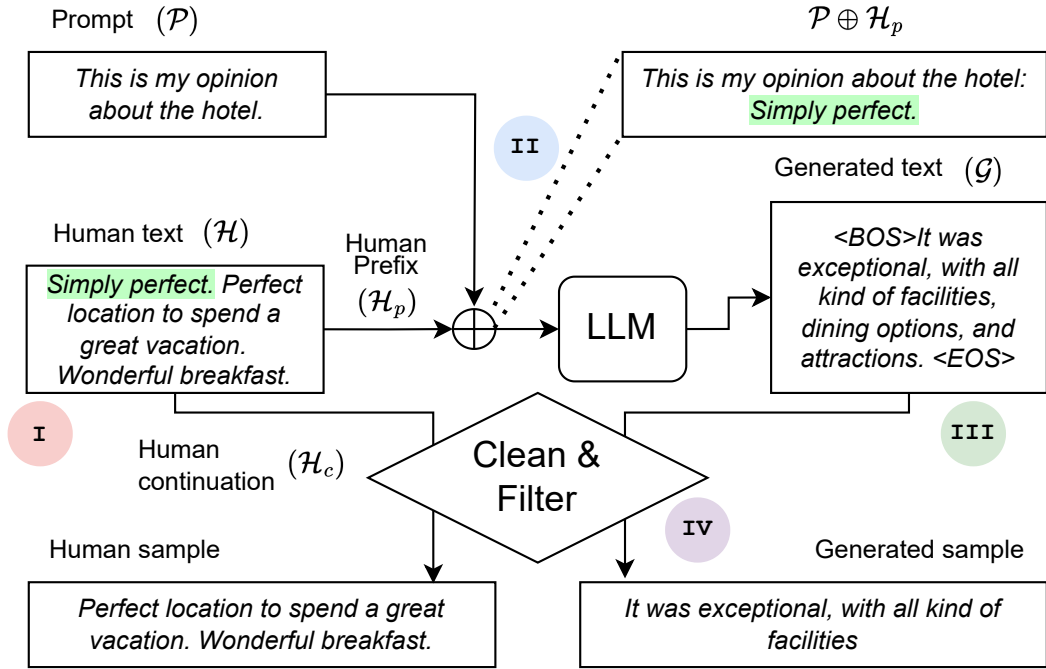 Prompt (𝒫)
This is my opinion
about the hotel.
𝒫 ⊕ ℋ_p
This is my opinion about the hotel:
Simply perfect.
II
Generated text (𝒢)
Human text (ℋ)
Simply perfect. Perfect
location to spend a
great vacation.
Wonderful breakfast.
Human
Prefix
(ℋ_p)
LLM
<BOS>It was
exceptional, with all
kind of facilities,
dining options, and
attractions. <EOS>
I
III
Human
continuation (ℋ_c)
Clean &
Filter
IV
Human sample
Perfect location to spend a great
vacation. Wonderful breakfast.
Generated sample
It was exceptional, with all kind of
facilities